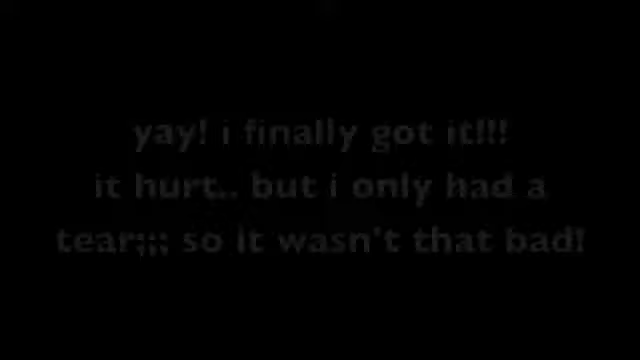 yay! i finally got it!!!
it hurt.. but i only had a
tear;;; so it wasn't that bad!